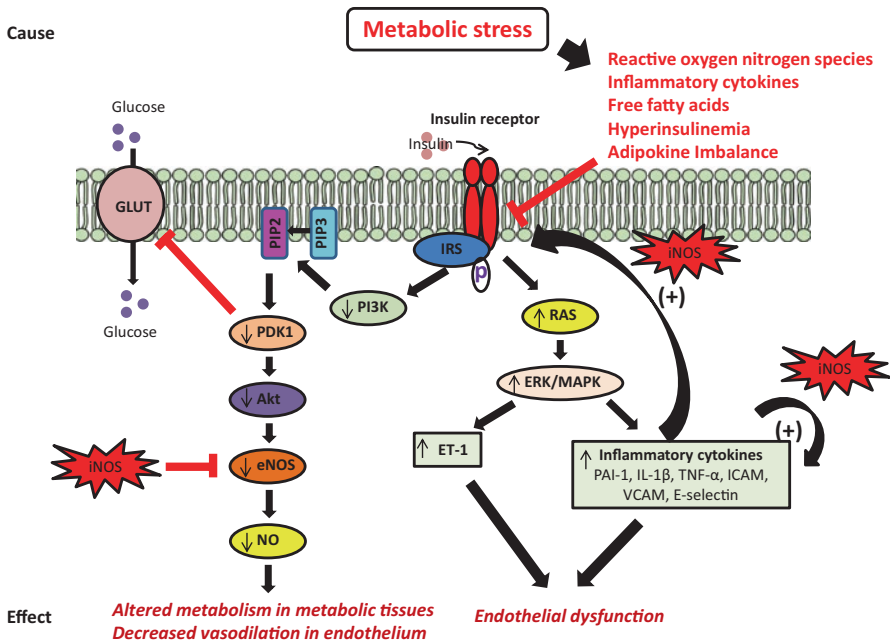 Cause
Metabolic stress
Reactive oxygen nitrogen species
Inflammatory cytokines
Free fatty acids
Hyperinsulinemia
Adipokine Imbalance
Glucose
Insulin receptor
Insulin
GLUT
PIP2
PIP3
IRS
p
iNOS
(+)
Glucose
↓ PI3K
↑ RAS
↓ PDK1
↑ ERK/MAPK
iNOS
↓ Akt
(+)
iNOS
↓ eNOS
↑ ET-1
↑ Inflammatory cytokines
PAI-1, IL-1β, TNF-α, ICAM,
VCAM, E-selectin
↓ NO
Effect
Altered metabolism in metabolic tissues
Decreased vasodilation in endothelium
Endothelial dysfunction